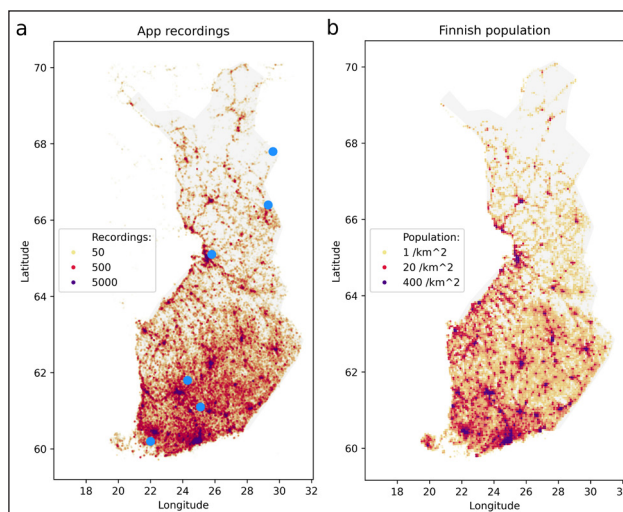 a
App recordings
70
68
66
64
62
60
Latitude
Recordings:
50
500
5000
18 20 22 24 26 28 30 32
Longitude
b
Finnish population
70
68
66
64
62
60
Latitude
Population:
1 /km^2
20 /km^2
400 /km^2
18 20 22 24 26 28 30 32
Longitude